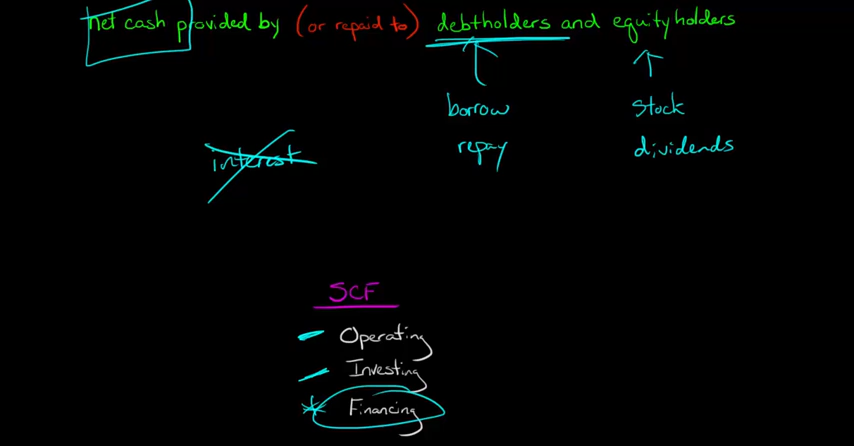 net cash provided by (or repaid to) debtholders and equityholders
borrow stock
interest repay dividends
SCF
Operating
Investing
Financing